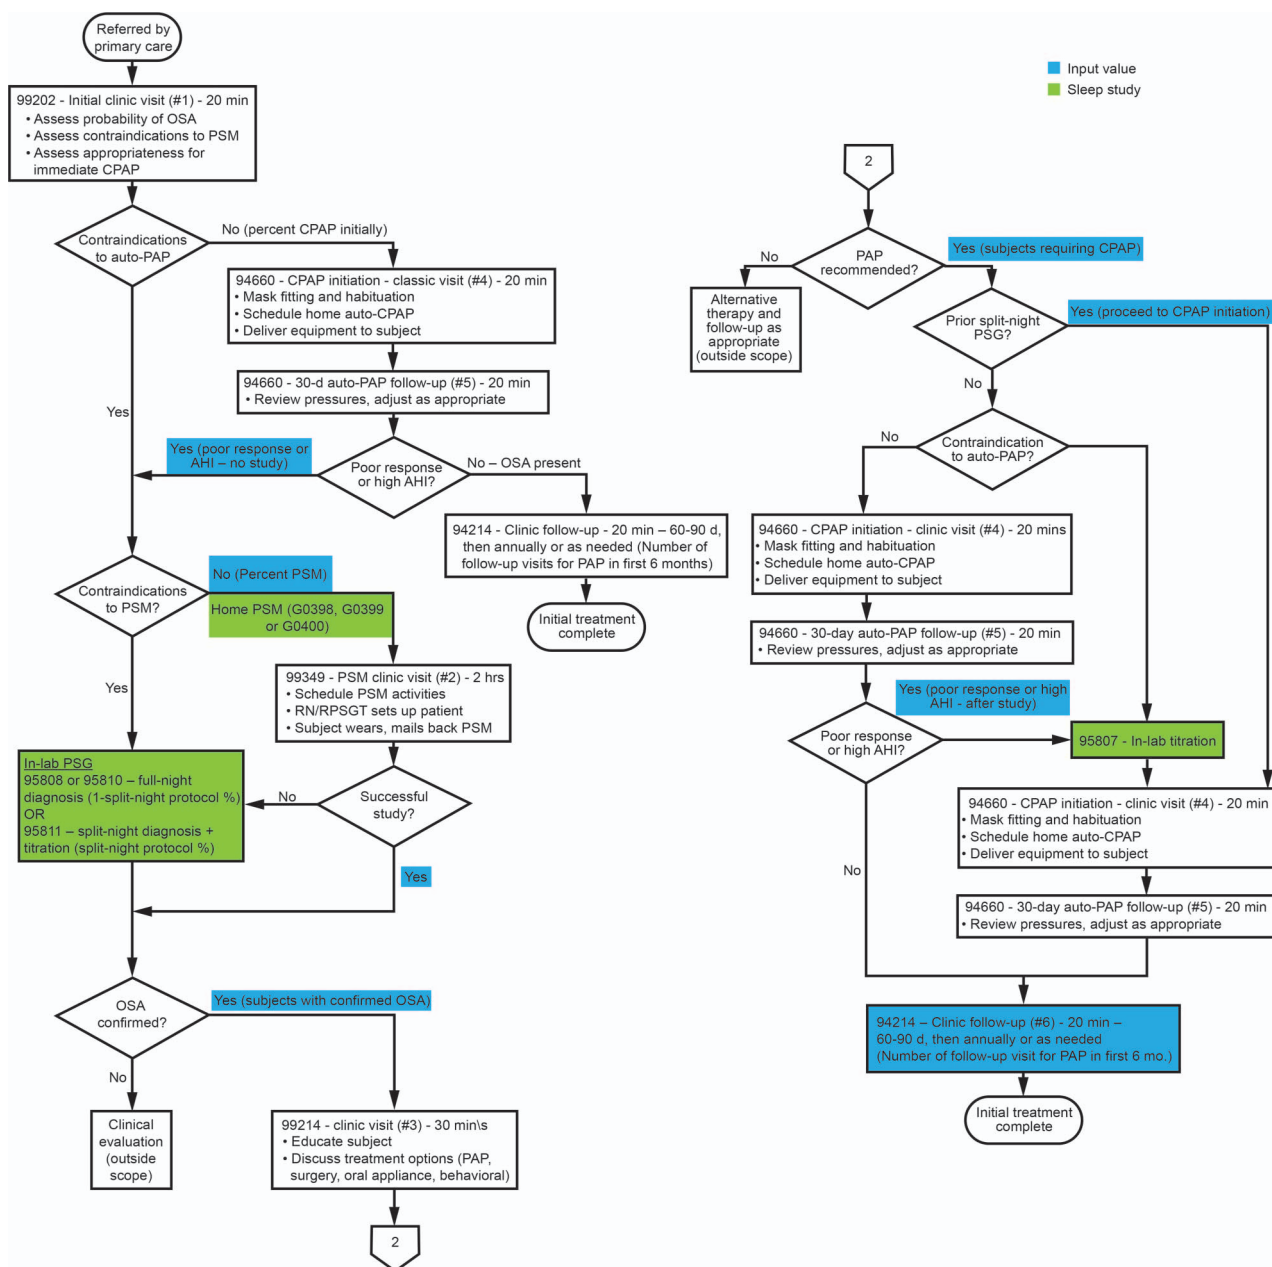 Referred by
primary care
99202 - Initial clinic visit (#1) - 20 min
• Assess probability of OSA
• Assess contraindications to PSM
• Assess appropriateness for
immediate CPAP
Contraindications
to auto-PAP
No (percent CPAP initially)
94660 - CPAP initiation - classic visit (#4) - 20 min
• Mask fitting and habituation
• Schedule home auto-CPAP
• Deliver equipment to subject
94660 - 30-d auto-PAP follow-up (#5) - 20 min
• Review pressures, adjust as appropriate
Yes
Yes (poor response or
AHI – no study)
Poor response
or high AHI?
No – OSA present
94214 - Clinic follow-up - 20 min – 60-90 d,
then annually or as needed (Number of
follow-up visits for PAP in first 6 months)
Initial treatment
complete
Contraindications
to PSM?
No (Percent PSM)
Home PSM (G0398, G0399
or G0400)
99349 - PSM clinic visit (#2) - 2 hrs
• Schedule PSM activities
• RN/RPSGT sets up patient
• Subject wears, mails back PSM
Yes
In-lab PSG
95808 or 95810 – full-night
diagnosis (1-split-night protocol %)
OR
95811 – split-night diagnosis +
titration (split-night protocol %)
No
Successful
study?
Yes
OSA
confirmed?
Yes (subjects with confirmed OSA)
No
Clinical
evaluation
(outside
scope)
99214 - clinic visit (#3) - 30 min\s
• Educate subject
• Discuss treatment options (PAP,
surgery, oral appliance, behavioral)
2
Input value
Sleep study
2
PAP
recommended?
No
Yes (subjects requiring CPAP)
Alternative
therapy and
follow-up as
appropriate
(outside scope)
Prior split-night
PSG?
Yes (proceed to CPAP initiation)
No
Contraindication
to auto-PAP?
No
94660 - CPAP initiation - clinic visit (#4) - 20 mins
• Mask fitting and habituation
• Schedule home auto-CPAP
• Deliver equipment to subject
94660 - 30-day auto-PAP follow-up (#5) - 20 min
• Review pressures, adjust as appropriate
Yes (poor response or high
AHI - after study)
Poor response
or high AHI?
95807 - In-lab titration
94660 - CPAP initiation - clinic visit (#4) - 20 min
• Mask fitting and habituation
• Schedule home auto-CPAP
• Deliver equipment to subject
No
94660 - 30-day auto-PAP follow-up (#5) - 20 min
• Review pressures, adjust as appropriate
94214 – Clinic follow-up (#6) - 20 min –
60-90 d, then annually or as needed
(Number of follow-up visit for PAP in first 6 mo.)
Initial treatment
complete